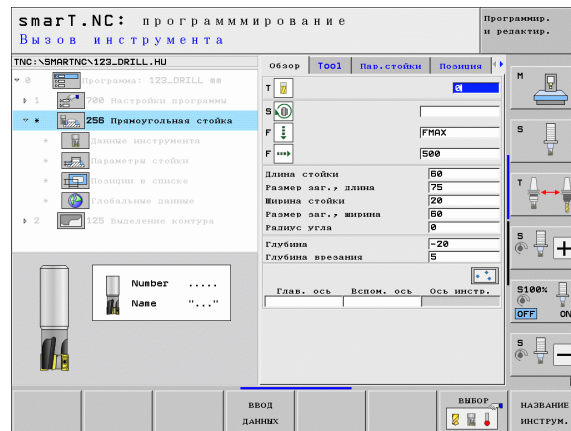 smarT.NC: программмирование
Программир. и редактир.
Вызов инструмента
TNC:\SMARTNC\123_DRILL.HU
0 Программа: 123_DRILL мм
1 700 Настройки программы
* 256 Прямоугольная стойка
* Данные инструмента
* Параметры стойки
* Позиции в списке
* Глобальные данные
2 125 Выделение контура
Number .....
Name "..."
Обзор Tool Пар.стойки Позиция
T 0
S
F FMAX
F 500
Длина стойки 60
Размер заг., длина 75
Ширина стойки 20
Размер заг., ширина 60
Радиус угла 0
Глубина -20
Глубина врезания 5
Глав. ось Вспом. ось Ось инстр.
M
S
T
S +
S100%
OFF ON
S −
ВВОД ДАННЫХ
ВЫБОР
НАЗВАНИЕ ИНСТРУМ.